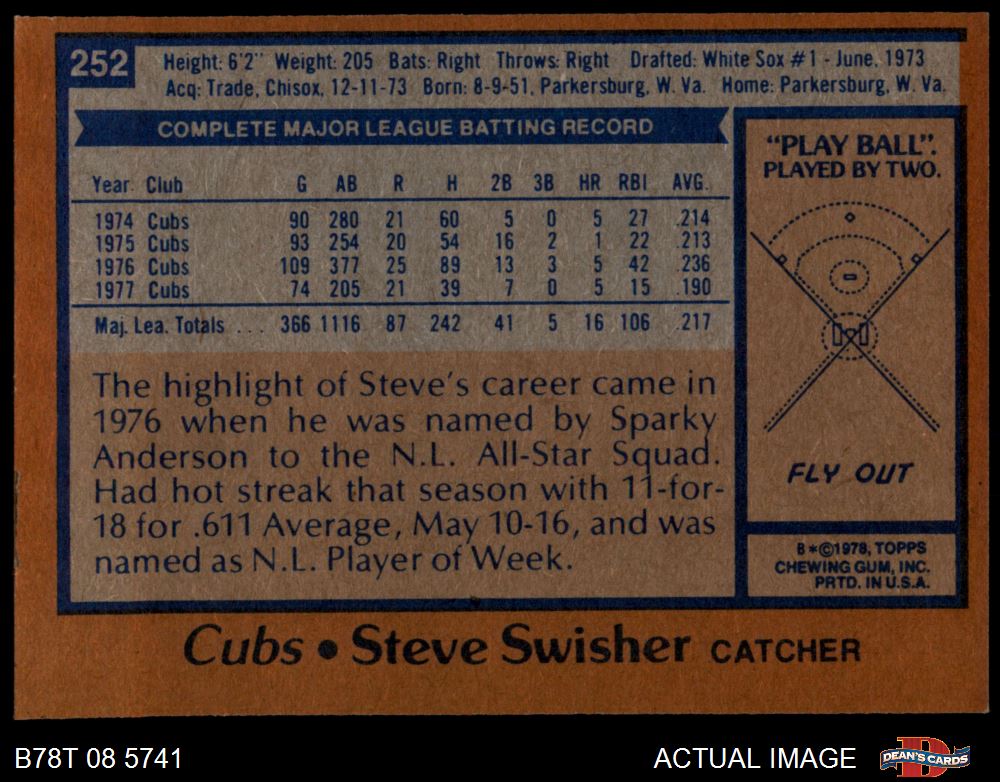 252
Height: 6'2" Weight: 205 Bats: Right Throws: Right Drafted: White Sox #1 - June, 1973
Acq: Trade, Chisox, 12-11-73 Born: 8-9-51, Parkersburg, W. Va. Home: Parkersburg, W. Va.
COMPLETE MAJOR LEAGUE BATTING RECORD
Year Club G AB R H 2B 3B HR RBI AVG.
1974 Cubs 90 280 21 60 5 0 5 27 .214
1975 Cubs 93 254 20 54 16 2 1 22 .213
1976 Cubs 109 377 25 89 13 3 5 42 .236
1977 Cubs 74 205 21 39 7 0 5 15 .190
Maj. Lea. Totals ... 366 1116 87 242 41 5 16 106 .217
The highlight of Steve's career came in
1976 when he was named by Sparky
Anderson to the N.L. All-Star Squad.
Had hot streak that season with 11-for-
18 for .611 Average, May 10-16, and was
named as N.L. Player of Week.
"PLAY BALL".
PLAYED BY TWO.
FLY OUT
B*©1978, TOPPS
CHEWING GUM, INC.
PRTD. IN U.S.A.
Cubs • Steve Swisher CATCHER
B78T 08 5741
ACTUAL IMAGE
DEAN'S CARDS